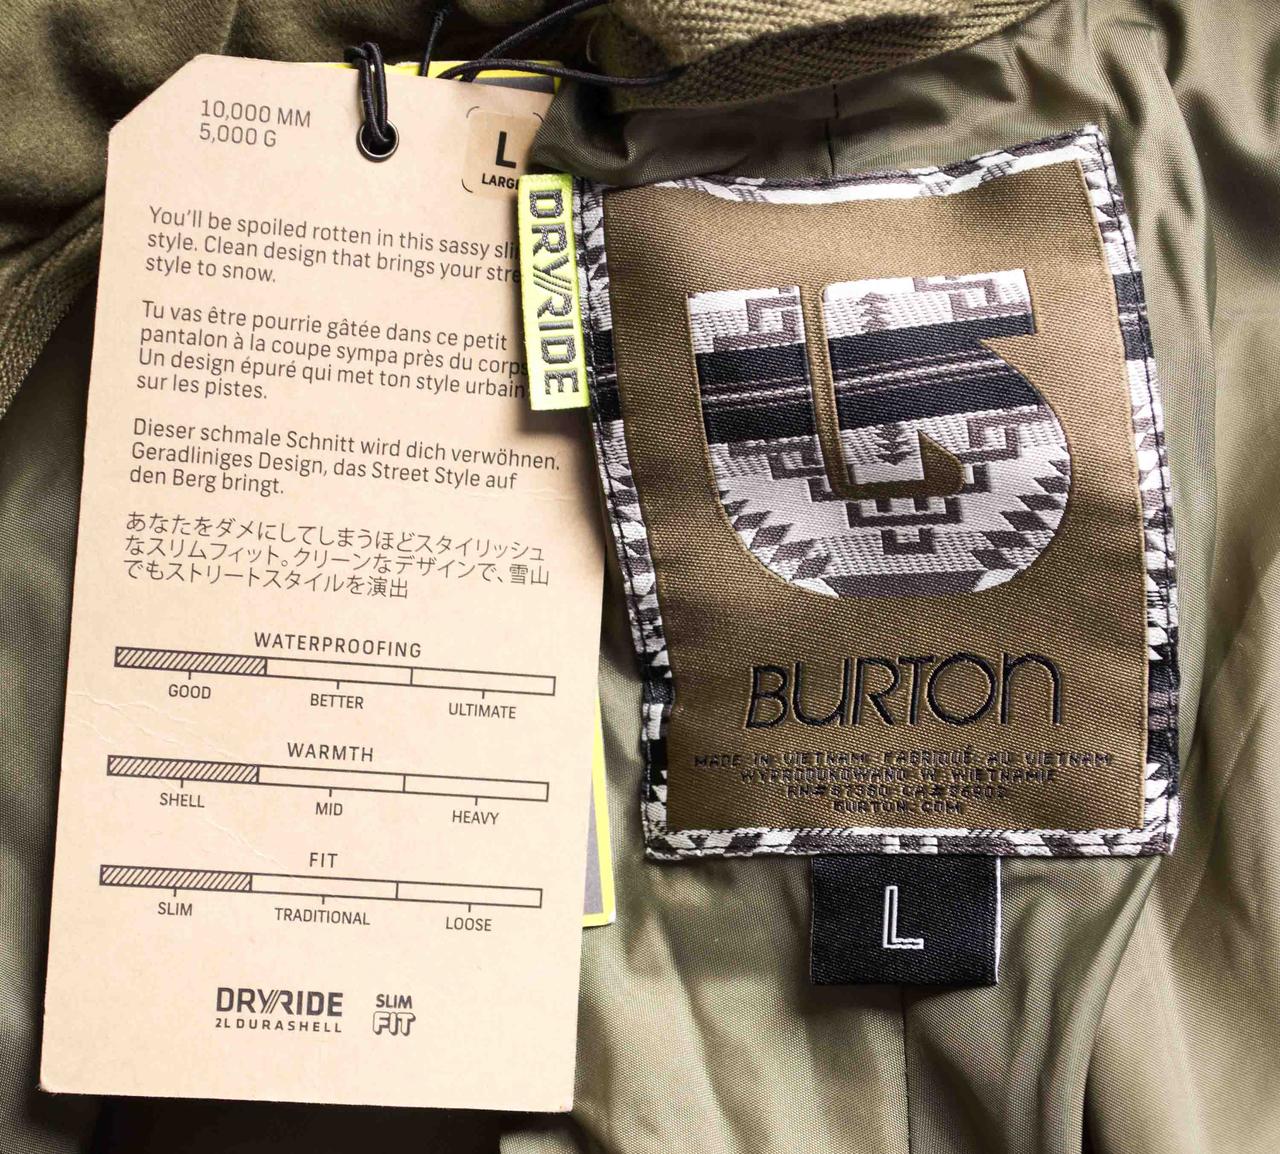 10,000 MM
5,000 G
L
LARGE
You'll be spoiled rotten in this sassy
style. Clean design that brings your
style to snow.
Tu vas être pourrie gâtée dans ce petit
pantalon à la coupe sympa près du corps
Un design épuré qui met ton style urbain
sur les pistes.
Dieser schmale Schnitt wird dich verwöhnen.
Geradliniges Design, das Street Style auf
den Berg bringt.
あなたをダメにしてしまうほどスタイリッシュ
なスリムフィット。クリーンなデザインで、雪山
でもストリートスタイルを演出
WATERPROOFING
GOOD
BETTER
ULTIMATE
WARMTH
SHELL
MID
HEAVY
FIT
SLIM
TRADITIONAL
LOOSE
DRYRIDE
2L DURASHELL
SLIM
FIT
DRYRIDE
BURTON
MADE IN VIETNAM FABRIQUÉ AU VIETNAM
WYPRODUKOWANO W WIETNAMIE
RN# 87380 CA#
BURTON.COM
L